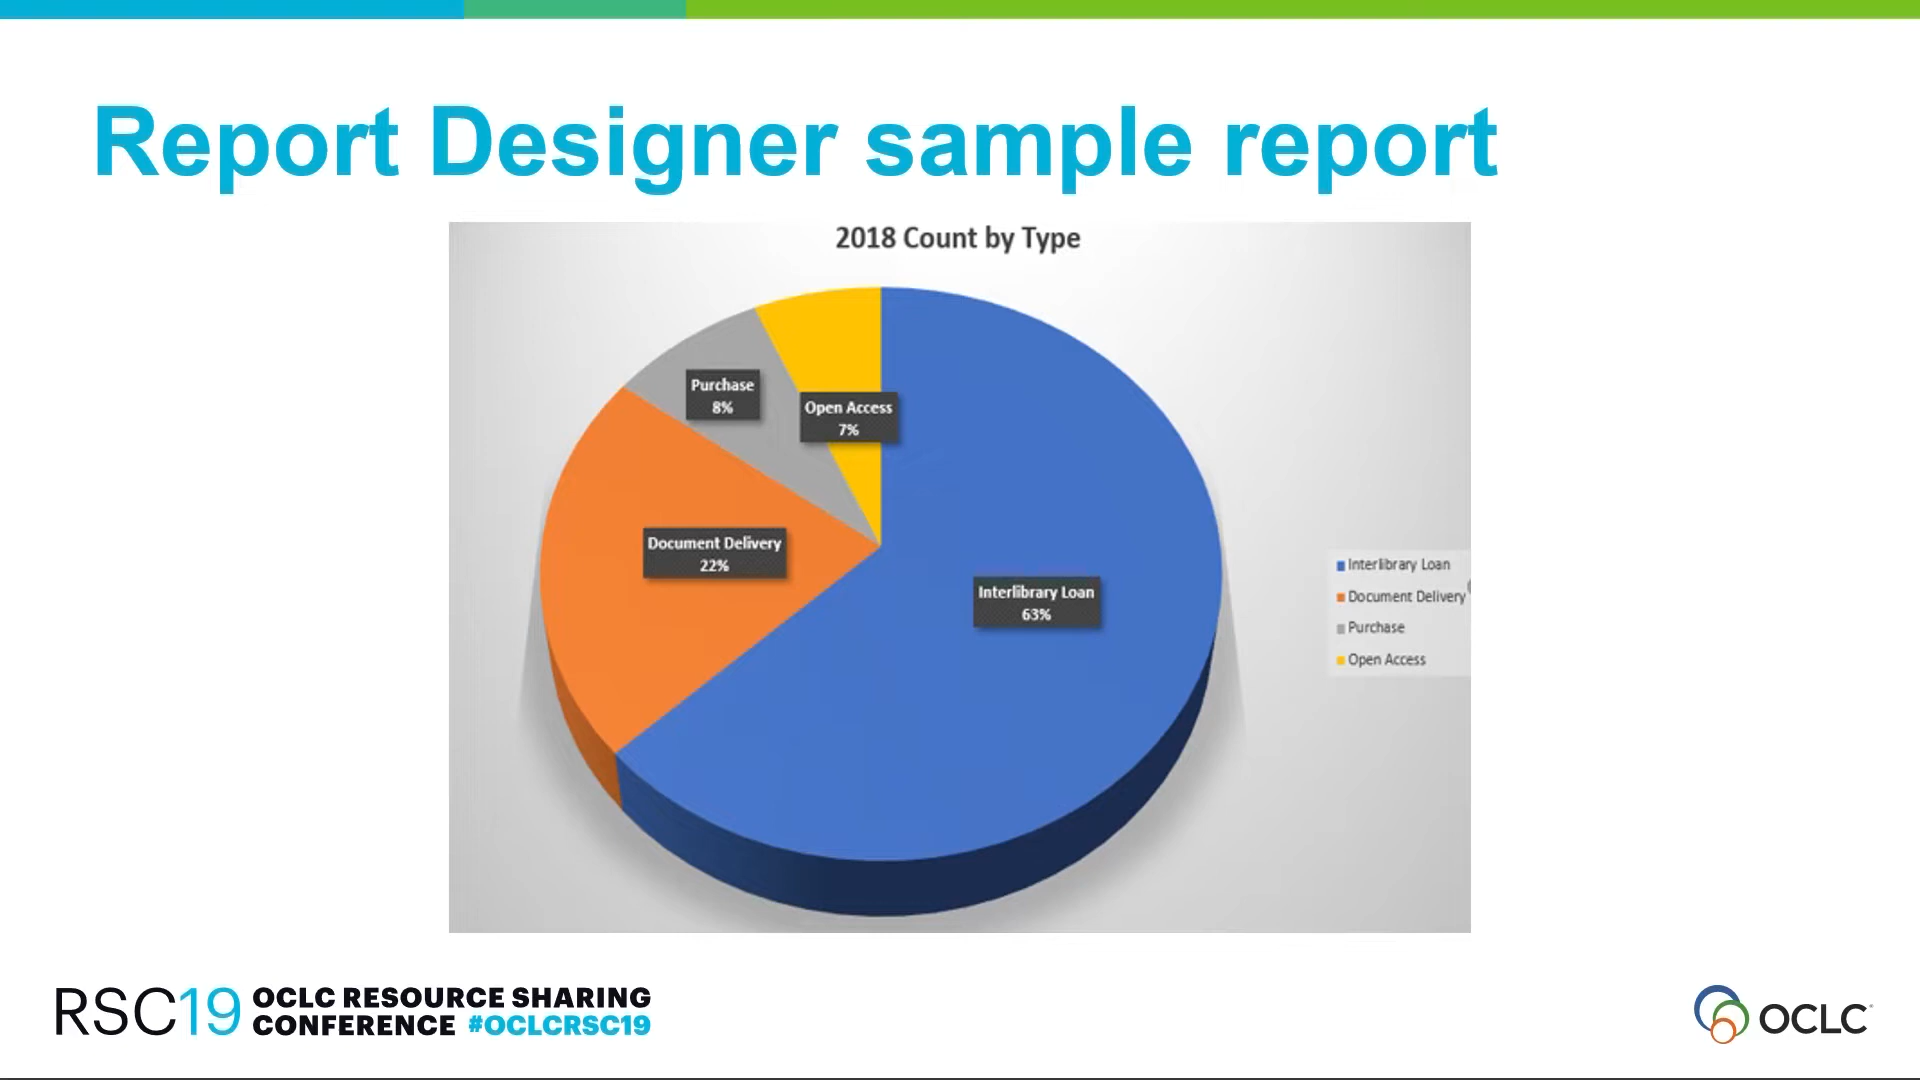 Report Designer sample report
2018 Count by Type
Purchase
8%
Open Access
7%
Document Delivery
22%
Interlibrary Loan
63%
Interlibrary Loan
Document Delivery
Purchase
Open Access
RSC19 OCLC RESOURCE SHARING
CONFERENCE #OCLCRSC19
OCLC